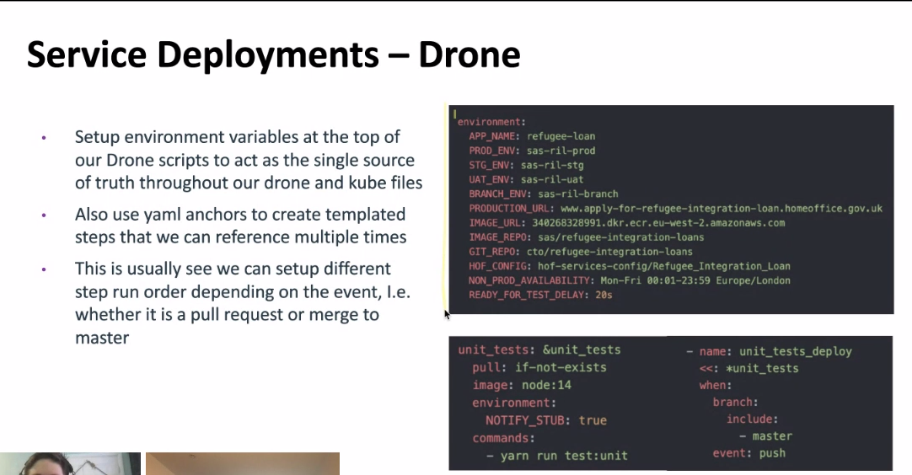 Service Deployments – Drone
• Setup environment variables at the top of
our Drone scripts to act as the single source
of truth throughout our drone and kube files
• Also use yaml anchors to create templated
steps that we can reference multiple times
• This is usually see we can setup different
step run order depending on the event, I.e.
whether it is a pull request or merge to
master
environment:
APP_NAME: refugee-loan
PROD_ENV: sas-ril-prod
STG_ENV: sas-ril-stg
UAT_ENV: sas-ril-uat
BRANCH_ENV: sas-ril-branch
PRODUCTION_URL: www.apply-for-refugee-integration-loan.homeoffice.gov.uk
IMAGE_URL: 340268328991.dkr.ecr.eu-west-2.amazonaws.com
IMAGE_REPO: sas/refugee-integration-loans
GIT_REPO: cto/refugee-integration-loans
HOF_CONFIG: hof-services-config/Refugee_Integration_Loan
NON_PROD_AVAILABILITY: Mon-Fri 00:01-23:59 Europe/London
READY_FOR_TEST_DELAY: 20s
unit_tests: &unit_tests
pull: if-not-exists
image: node:14
environment:
NOTIFY_STUB: true
commands:
- yarn run test:unit
- name: unit_tests_deploy
<<: *unit_tests
when:
branch:
include:
- master
event: push